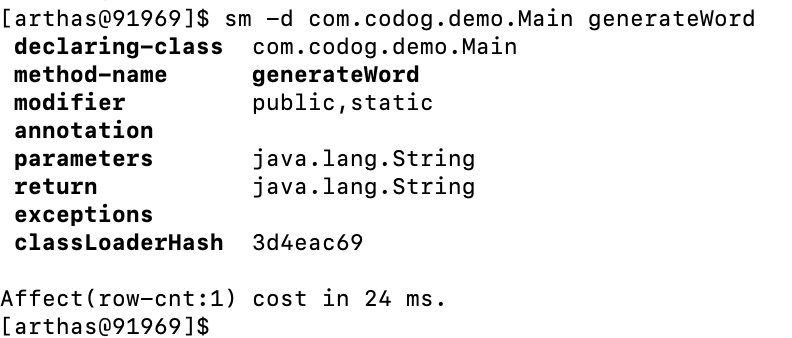 [arthas@91969]$ sm -d com.codog.demo.Main generateWord
declaring-class com.codog.demo.Main
method-name generateWord
modifier public,static
annotation
parameters java.lang.String
return java.lang.String
exceptions
classLoaderHash 3d4eac69
Affect(row-cnt:1) cost in 24 ms.
[arthas@91969]$